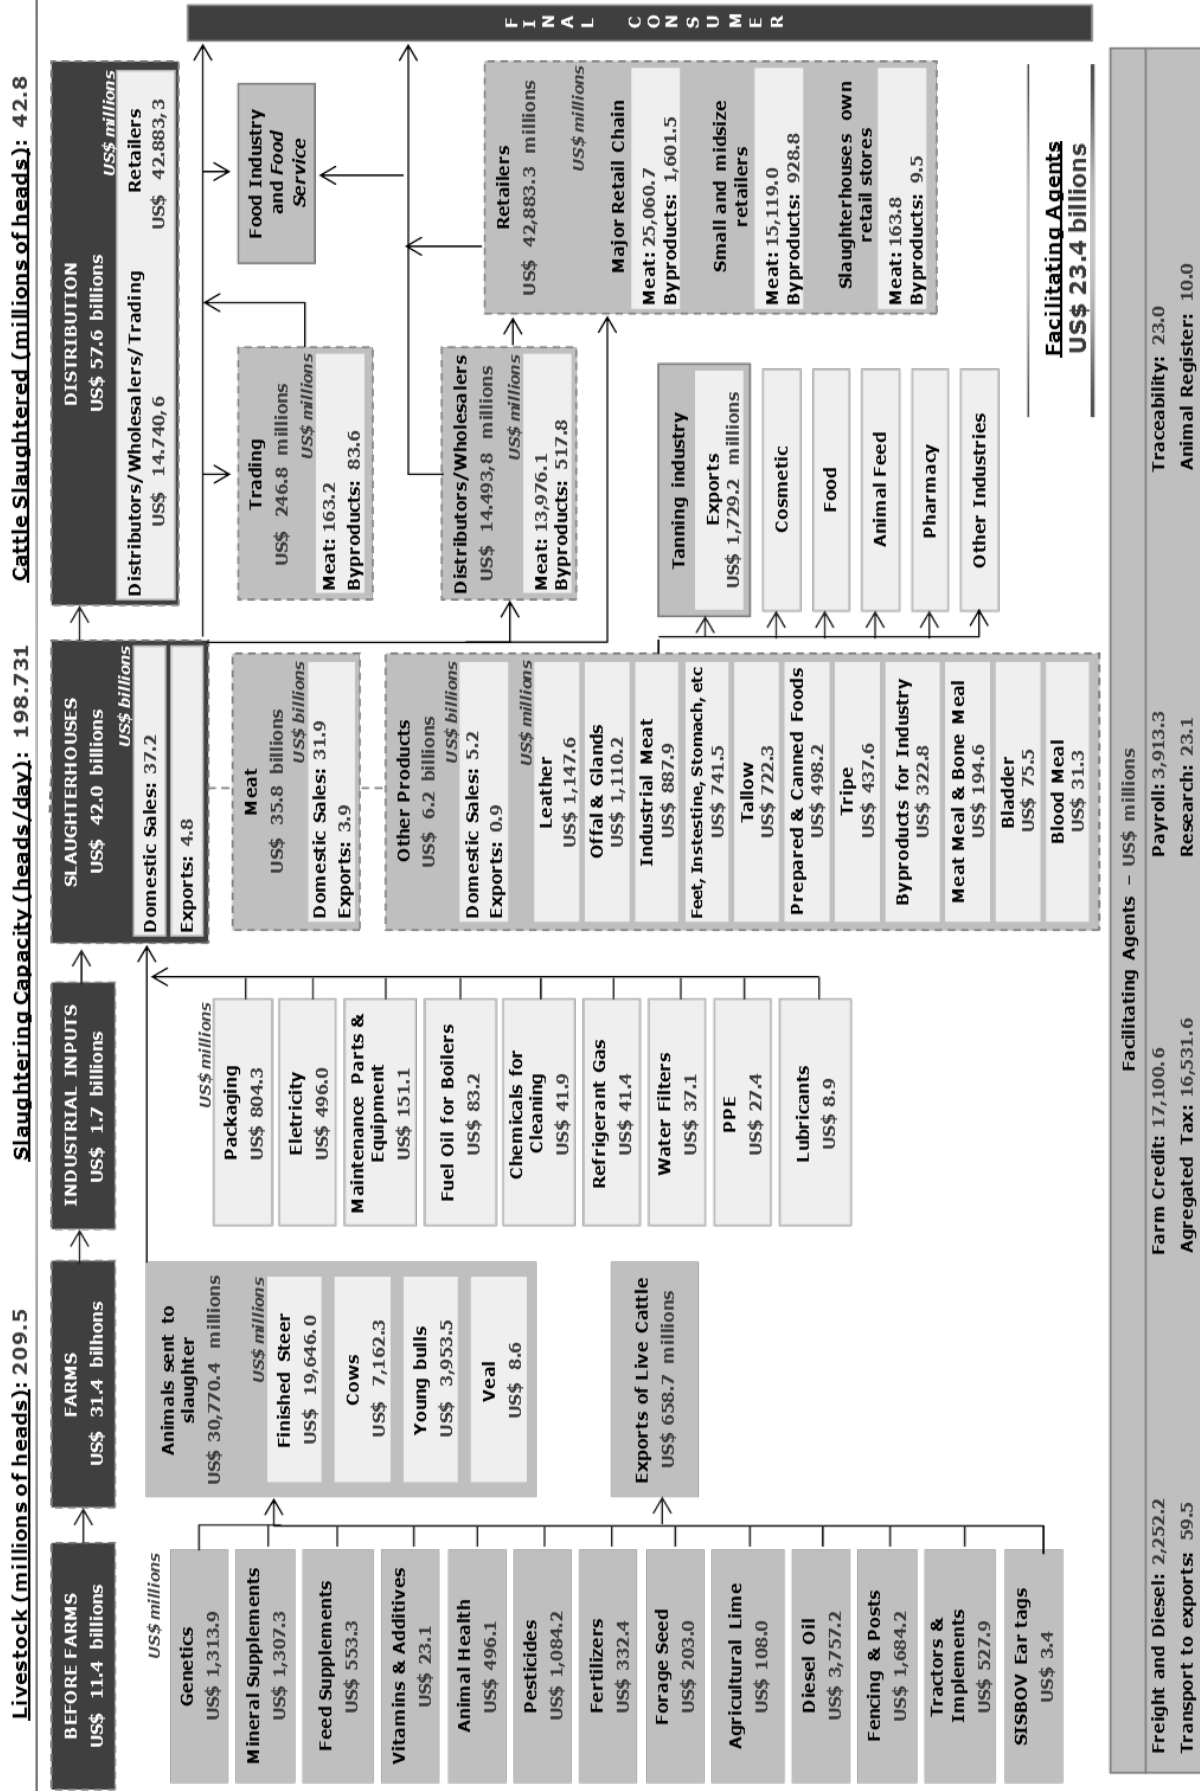 Livestock (millions of heads): 209.5
Slaughtering Capacity (heads/day): 198.731
Cattle Slaughtered (millions of heads): 42.8
BEFORE FARMS
US$ 11.4 billions
FARMS
US$ 31.4 bilhons
INDUSTRIAL INPUTS
US$ 1.7 billions
SLAUGHTERHOUSES
US$ 42.0 billions
US$ billions
Domestic Sales: 37.2
Exports: 4.8
DISTRIBUTION
US$ 57.6 billions
US$ millions
Distributors/Wholesalers/Trading
US$ 14.740,6
Retailers
US$ 42.883,3
US$ millions
Genetics
US$ 1,313.9
Mineral Supplements
US$ 1,307.3
Feed Supplements
US$ 553.3
Vitamins & Additives
US$ 23.1
Animal Health
US$ 496.1
Pesticides
US$ 1,084.2
Fertilizers
US$ 332.4
Forage Seed
US$ 203.0
Agricultural Lime
US$ 108.0
Diesel Oil
US$ 3,757.2
Fencing & Posts
US$ 1,684.2
Tractors &
Implements
US$ 527.9
SISBOV Ear tags
US$ 3.4
Animals sent to
slaughter
US$ 30,770.4 millions
US$ millions
Finished Steer
US$ 19,646.0
Cows
US$ 7,162.3
Young bulls
US$ 3,953.5
Veal
US$ 8.6
Exports of Live Cattle
US$ 658.7 millions
US$ millions
Packaging
US$ 804.3
Eletricity
US$ 496.0
Maintenance Parts &
Equipment
US$ 151.1
Fuel Oil for Boilers
US$ 83.2
Chemicals for
Cleaning
US$ 41.9
Refrigerant Gas
US$ 41.4
Water Filters
US$ 37.1
PPE
US$ 27.4
Lubricants
US$ 8.9
Meat
US$ 35.8 billions
US$ billions
Domestic Sales: 31.9
Exports: 3.9
Other Products
US$ 6.2 billions
US$ billions
Domestic Sales: 5.2
Exports: 0.9
US$ millions
Leather
US$ 1,147.6
Offal & Glands
US$ 1,110.2
Industrial Meat
US$ 887.9
Feet, Instestine, Stomach, etc
US$ 741.5
Tallow
US$ 722.3
Prepared & Canned Foods
US$ 498.2
Tripe
US$ 437.6
Byproducts for Industry
US$ 322.8
Meat Meal & Bone Meal
US$ 194.6
Bladder
US$ 75.5
Blood Meal
US$ 31.3
Trading
US$ 246.8 millions
US$ millions
Meat: 163.2
Byproducts: 83.6
Distributors/Wholesalers
US$ 14.493,8 millions
US$ millions
Meat: 13,976.1
Byproducts: 517.8
Tanning industry
Exports
US$ 1,729.2 millions
Cosmetic
Food
Animal Feed
Pharmacy
Other Industries
Food Industry
and Food
Service
Retailers
US$ 42,883.3 millions
US$ millions
Major Retail Chain
Meat: 25,060.7
Byproducts: 1,601.5
Small and midsize
retailers
Meat: 15,119.0
Byproducts: 928.8
Slaughterhouses own
retail stores
Meat: 163.8
Byproducts: 9.5
FINAL CONSUMER
Facilitating Agents
US$ 23.4 billions
Facilitating Agents – US$ millions
Freight and Diesel: 2,252.2
Farm Credit: 17,100.6
Payroll: 3,913.3
Traceability: 23.0
Transport to exports: 59.5
Agregated Tax: 16,531.6
Research: 23.1
Animal Register: 10.0